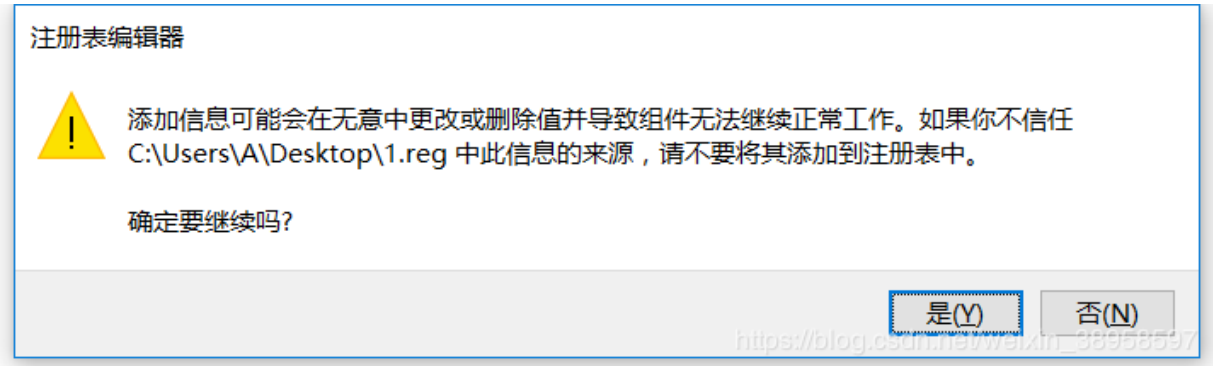 注册表编辑器
添加信息可能会在无意中更改或删除值并导致组件无法继续正常工作。如果你不信任
C:\Users\A\Desktop\1.reg 中此信息的来源，请不要将其添加到注册表中。
确定要继续吗?
是(Y) 否(N)
https://blog.csdn.net/weixin_38958597